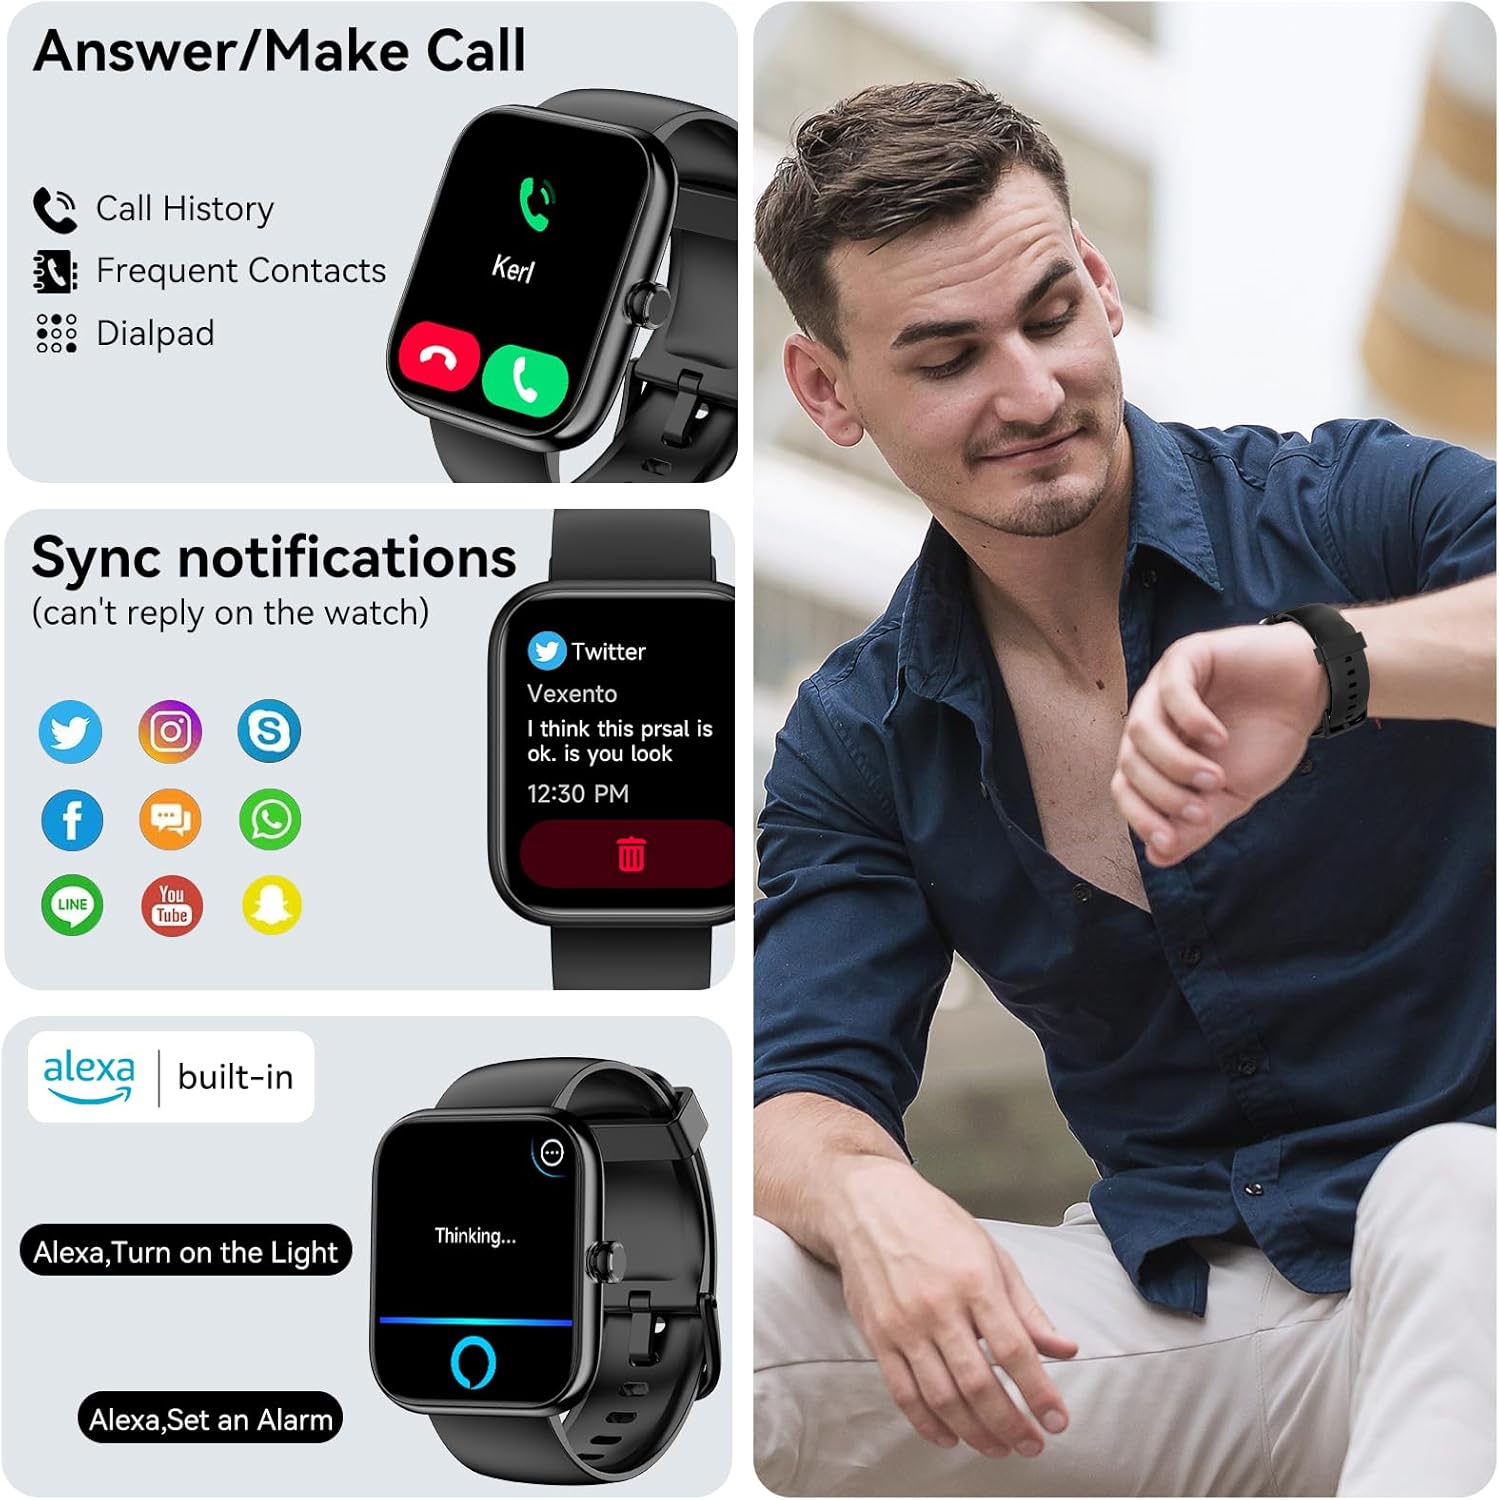 Answer/Make Call
Call History
Frequent Contacts
Dialpad
Kerl
Sync notifications
(can't reply on the watch)
Twitter
Vexento
I think this prsal is
ok. is you look
12:30 PM
LINE
You
Tube
alexa | built-in
Thinking...
Alexa,Turn on the Light
Alexa,Set an Alarm